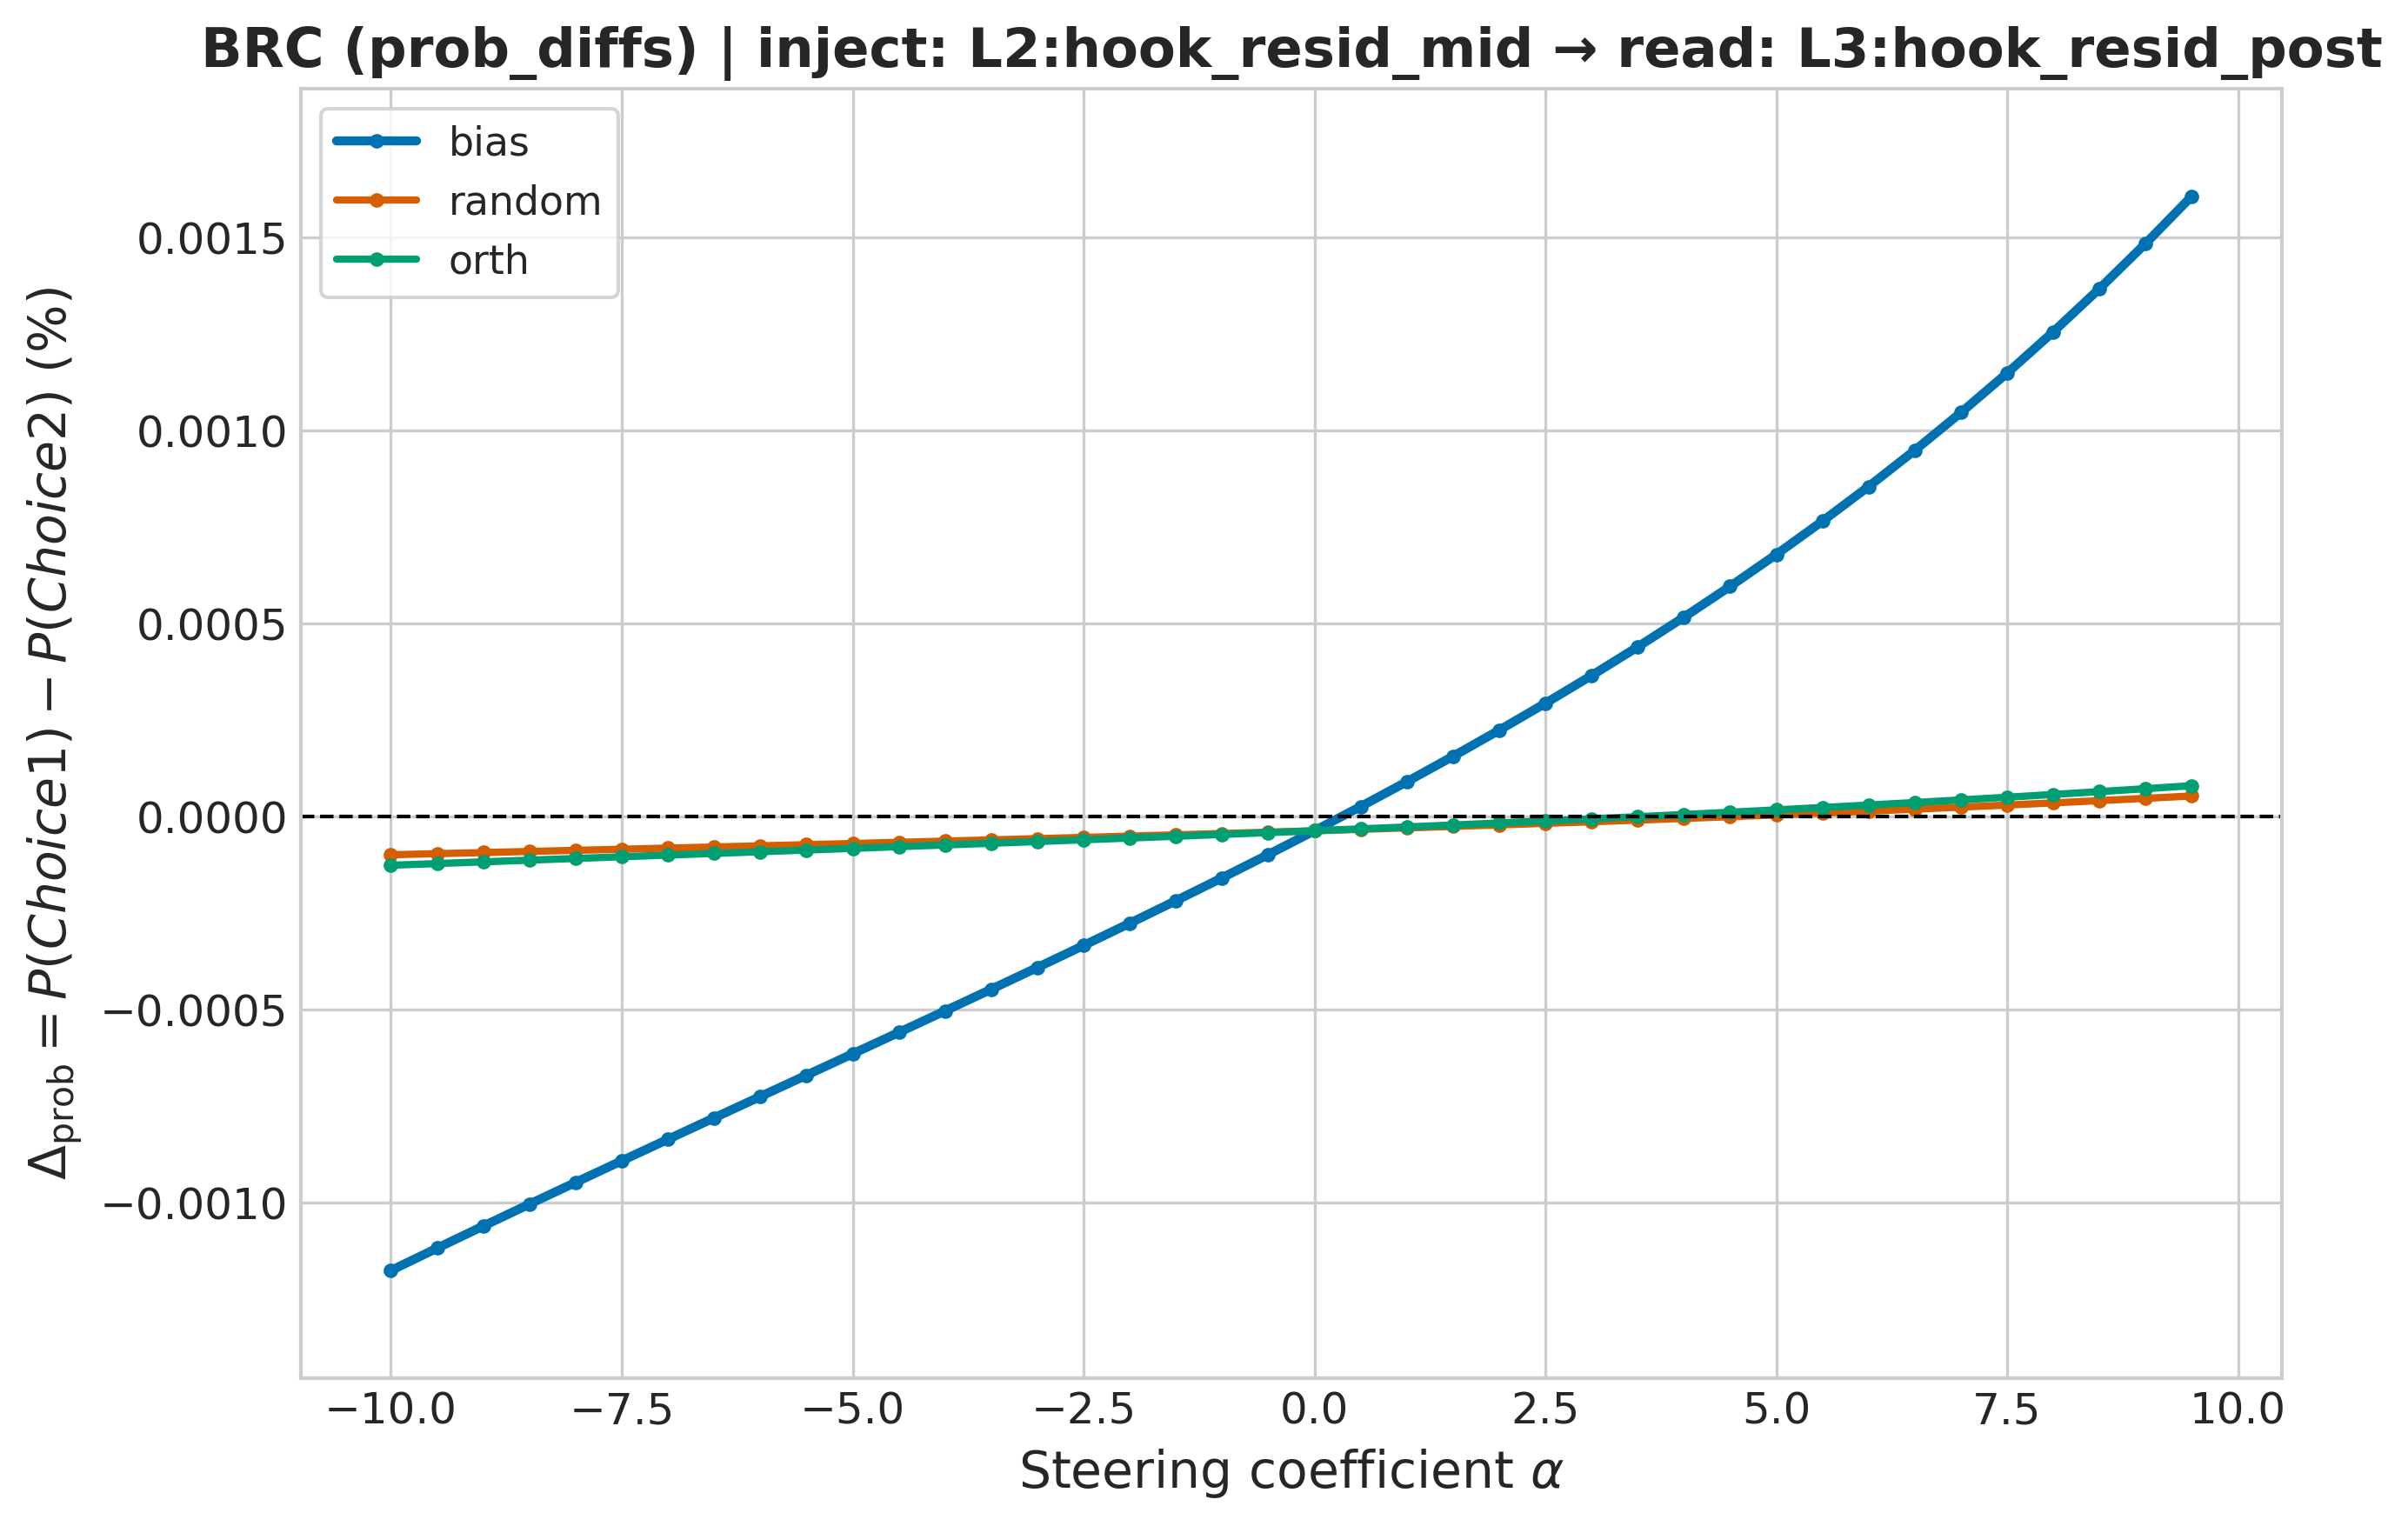 BRC (prob_diffs) | inject: L2:hook_resid_mid → read: L3:hook_resid_post
bias
random
orth
Δprob = P(Choice1) − P(Choice2) (%)
0.0015
0.0010
0.0005
0.0000
−0.0005
−0.0010
−10.0 −7.5 −5.0 −2.5 0.0 2.5 5.0 7.5 10.0
Steering coefficient α